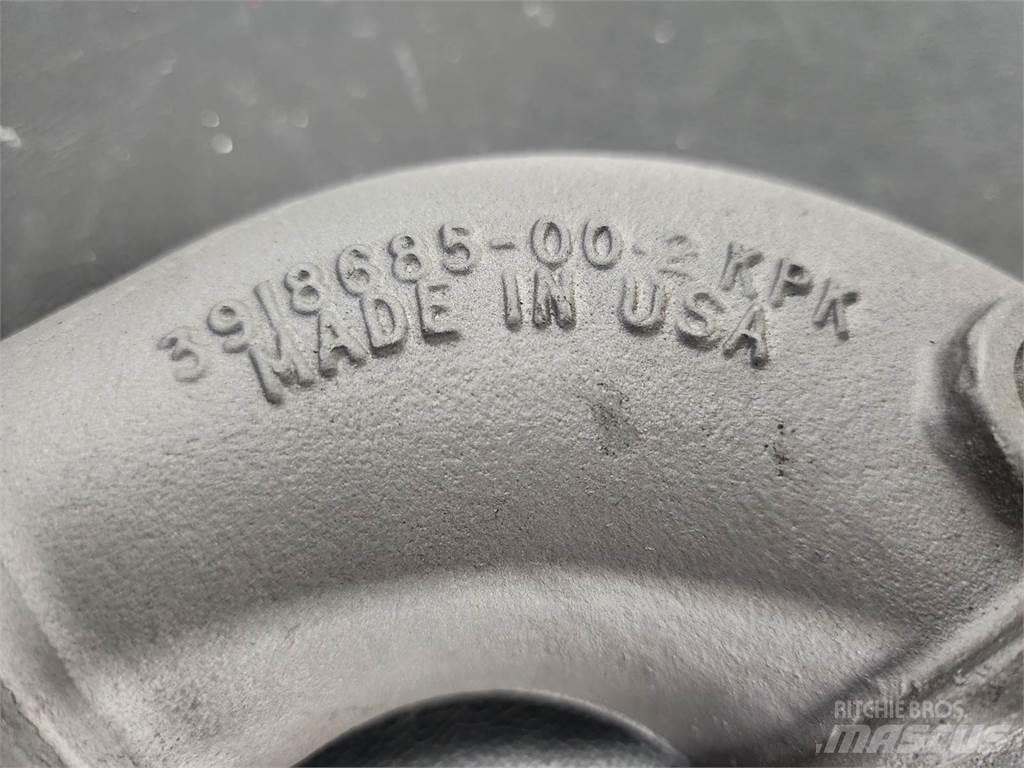 3918685-00-2 KPK
MADE IN USA
RITCHIE BROS.
MASCUS